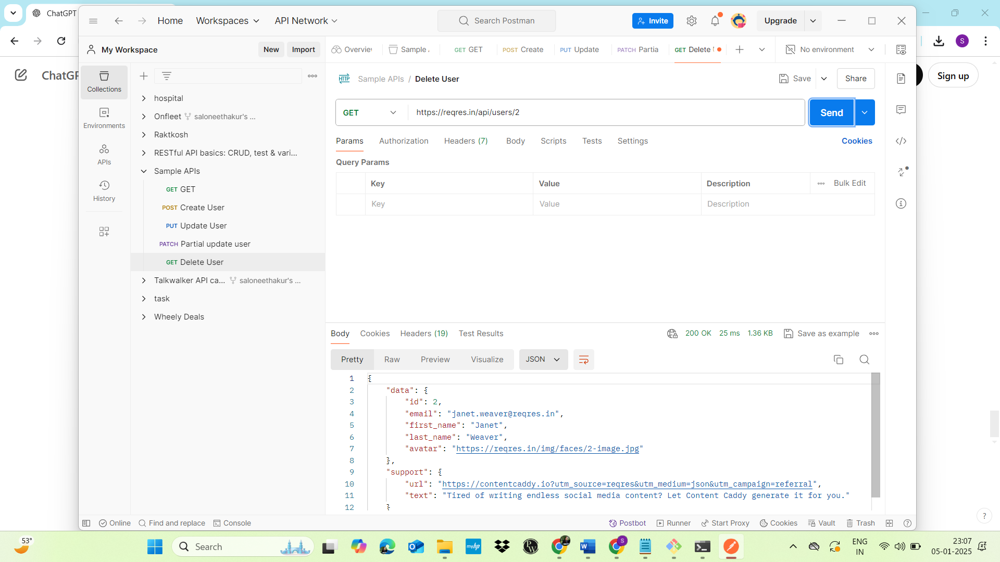 ChatGPT
Home
Workspaces
API Network
Search Postman
Invite
Upgrade
S
My Workspace
New
Import
Overvie
Sample A
GET GET
POST Create
PUT Update
PATCH Partia
GET Delete
No environment
ChatGP
Sign up
Collections
Environments
APIs
History
hospital
Onfleet saloneethakur's ...
Raktkosh
RESTful API basics: CRUD, test & vari...
Sample APIs
GET GET
POST Create User
PUT Update User
PATCH Partial update user
GET Delete User
Talkwalker API ca... saloneethakur's ...
task
Wheely Deals
HTTP Sample APIs / Delete User
Save
Share
GET https://reqres.in/api/users/2
Send
Params Authorization Headers (7) Body Scripts Tests Settings
Cookies
Query Params
Key Value Description Bulk Edit
Key Value Description
Body Cookies Headers (19) Test Results
200 OK 25 ms 1.36 KB Save as example
Pretty Raw Preview Visualize JSON
1 {
2 "data": {
3 "id": 2,
4 "email": "janet.weaver@reqres.in",
5 "first_name": "Janet",
6 "last_name": "Weaver",
7 "avatar": "https://reqres.in/img/faces/2-image.jpg"
8 },
9 "support": {
10 "url": "https://contentcaddy.io?utm_source=reqres&utm_medium=json&utm_campaign=referral",
11 "text": "Tired of writing endless social media content? Let Content Caddy generate it for you."
12 }
Online Find and replace Console
Postbot Runner Start Proxy Cookies Vault Trash
?
53°
Search
myhp
PW
S
ENG
IN
23:07
05-01-2025